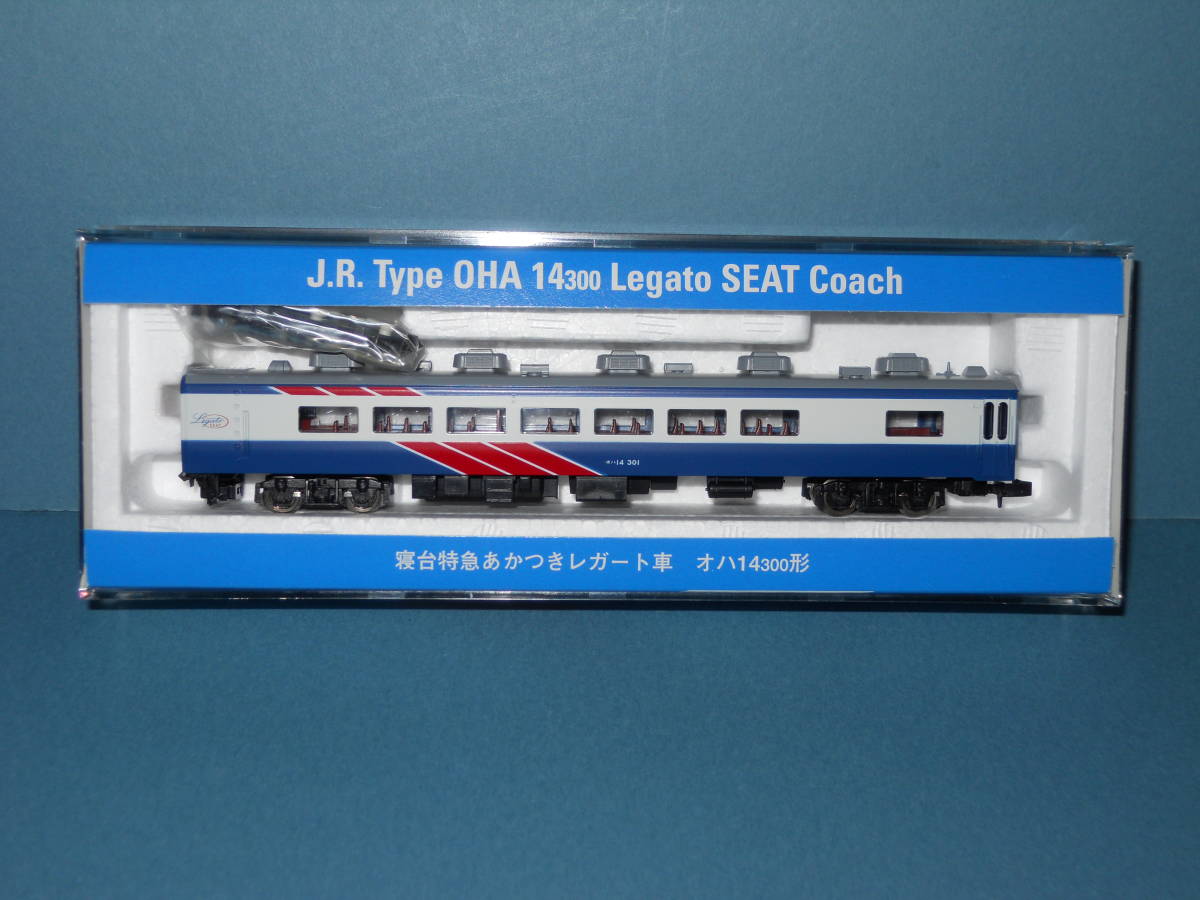 J.R. Type OHA 14300 Legato SEAT Coach
Legato
SEAT
オハ14 301
寝台特急あかつきレガート車 オハ14300形